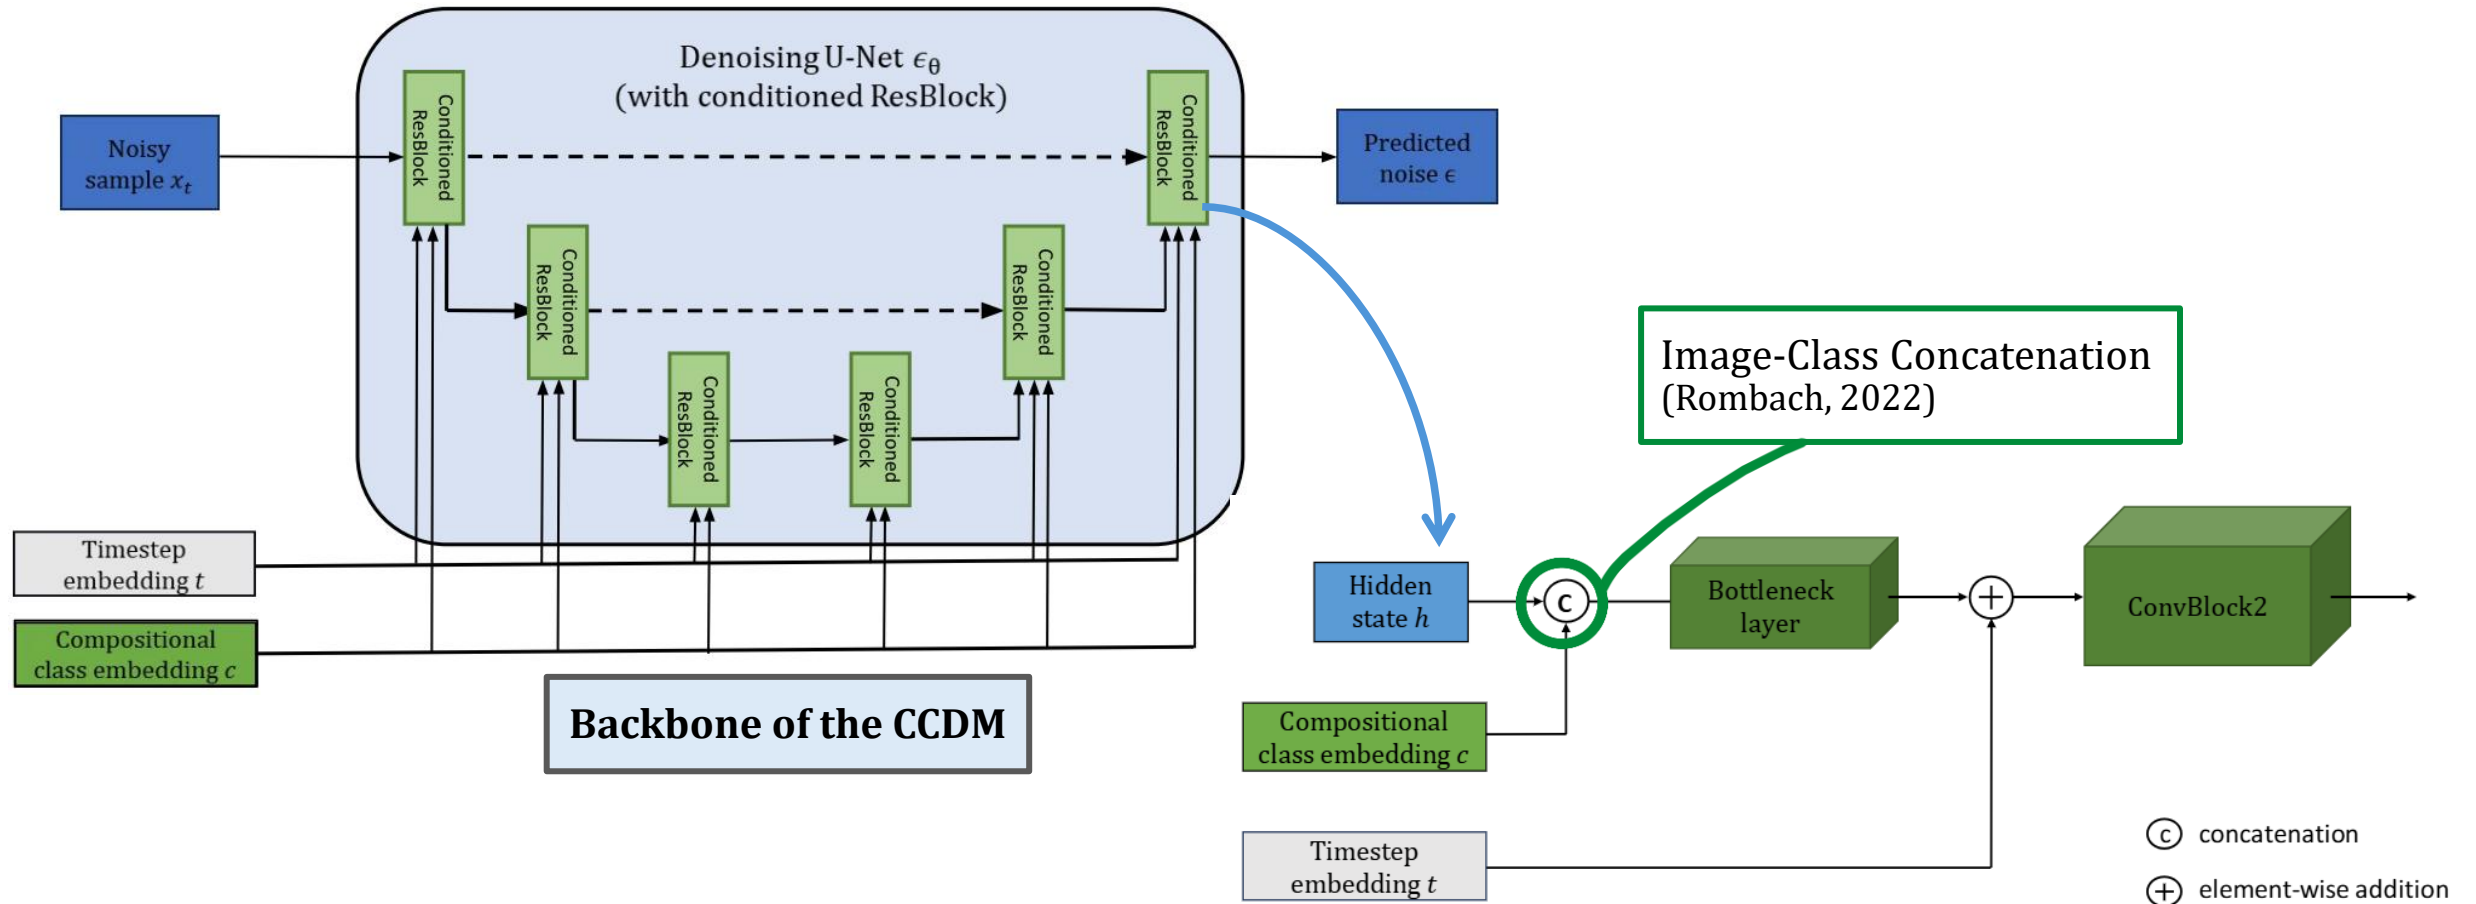 Denoising U-Net ϵθ
(with conditioned ResBlock)
Noisy
sample xt
Conditioned
ResBlock
Conditioned
ResBlock
Conditioned
ResBlock
Conditioned
ResBlock
Conditioned
ResBlock
Conditioned
ResBlock
Predicted
noise ϵ
Timestep
embedding t
Compositional
class embedding c
Backbone of the CCDM
Image-Class Concatenation
(Rombach, 2022)
Hidden
state h
C
Bottleneck
layer
+
ConvBlock2
Compositional
class embedding c
Timestep
embedding t
C concatenation
+ element-wise addition